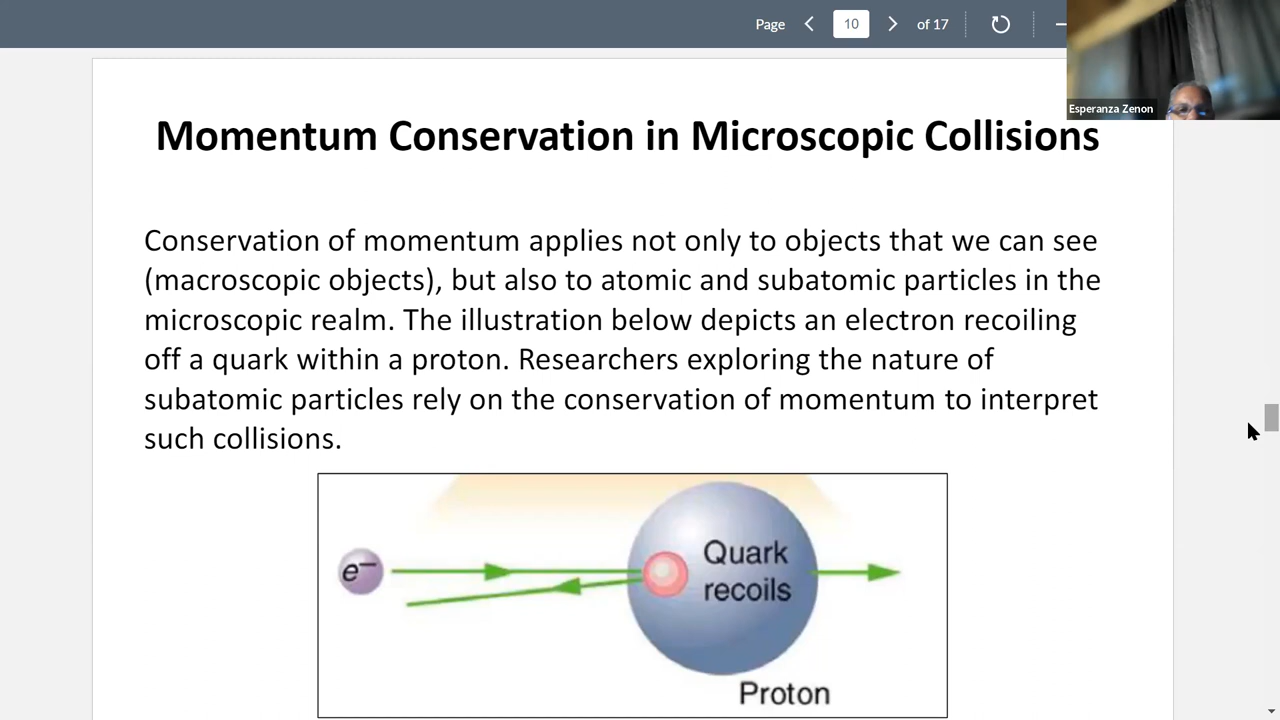 Page 10 of 17
Esperanza Zenon
Momentum Conservation in Microscopic Collisions
Conservation of momentum applies not only to objects that we can see
(macroscopic objects), but also to atomic and subatomic particles in the
microscopic realm. The illustration below depicts an electron recoiling
off a quark within a proton. Researchers exploring the nature of
subatomic particles rely on the conservation of momentum to interpret
such collisions.
e⁻
Quark
recoils
Proton